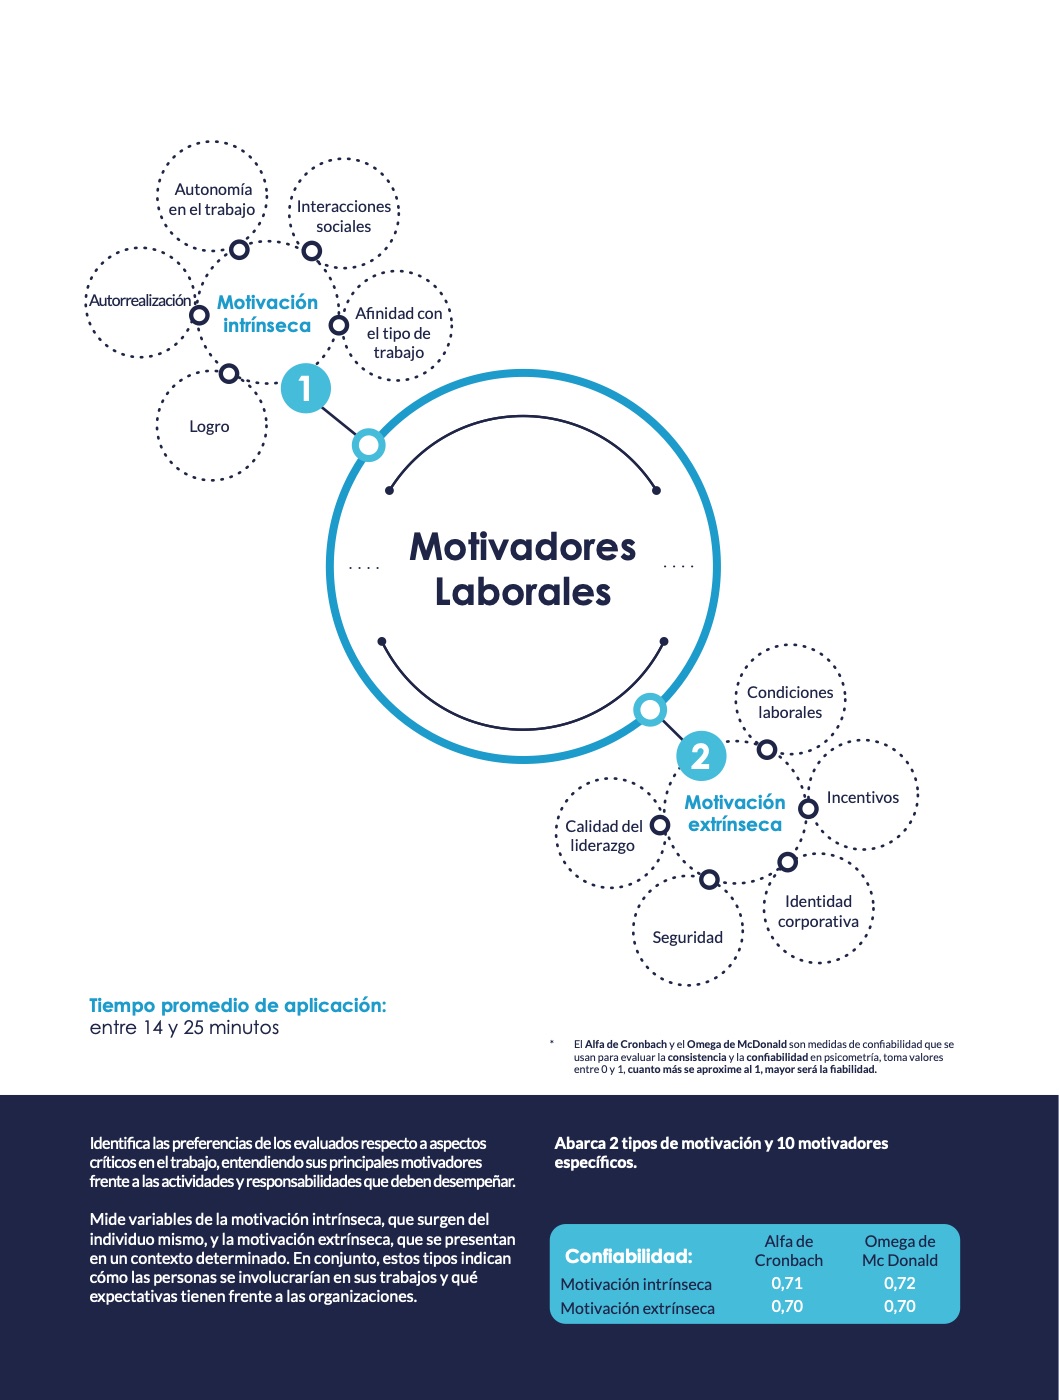 Autonomía
en el trabajo
Interacciones
sociales
Autorrealización
Motivación
intrínseca
Afinidad con
el tipo de
trabajo
1
Logro
Motivadores
Laborales
Condiciones
laborales
2
Motivación
extrínseca
Incentivos
Calidad del
liderazgo
Identidad
corporativa
Seguridad
Tiempo promedio de aplicación:
entre 14 y 25 minutos
* El Alfa de Cronbach y el Omega de McDonald son medidas de confiabilidad que se
usan para evaluar la consistencia y la confiabilidad en psicometría, toma valores
entre 0 y 1, cuanto más se aproxime al 1, mayor será la fiabilidad.
Identifica las preferencias de los evaluados respecto a aspectos
críticos en el trabajo, entendiendo sus principales motivadores
frente a las actividades y responsabilidades que deben desempeñar.
Mide variables de la motivación intrínseca, que surgen del
individuo mismo, y la motivación extrínseca, que se presentan
en un contexto determinado. En conjunto, estos tipos indican
cómo las personas se involucrarían en sus trabajos y qué
expectativas tienen frente a las organizaciones.
Abarca 2 tipos de motivación y 10 motivadores
específicos.
Confiabilidad:
Alfa de
Cronbach
Omega de
Mc Donald
Motivación intrínseca 0,71 0,72
Motivación extrínseca 0,70 0,70